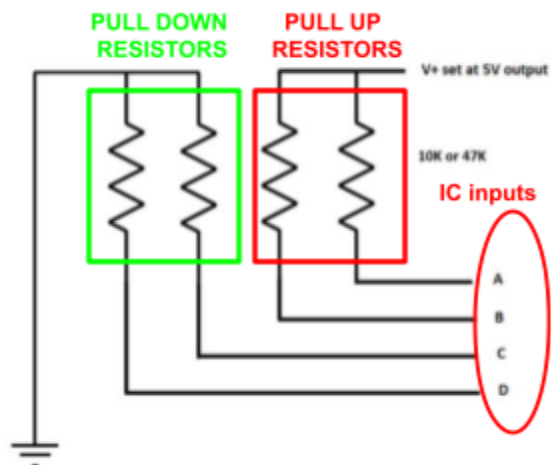 PULL DOWN
RESISTORS
PULL UP
RESISTORS
V+ set at 5V output
10K or 47K
IC inputs
A
B
C
D